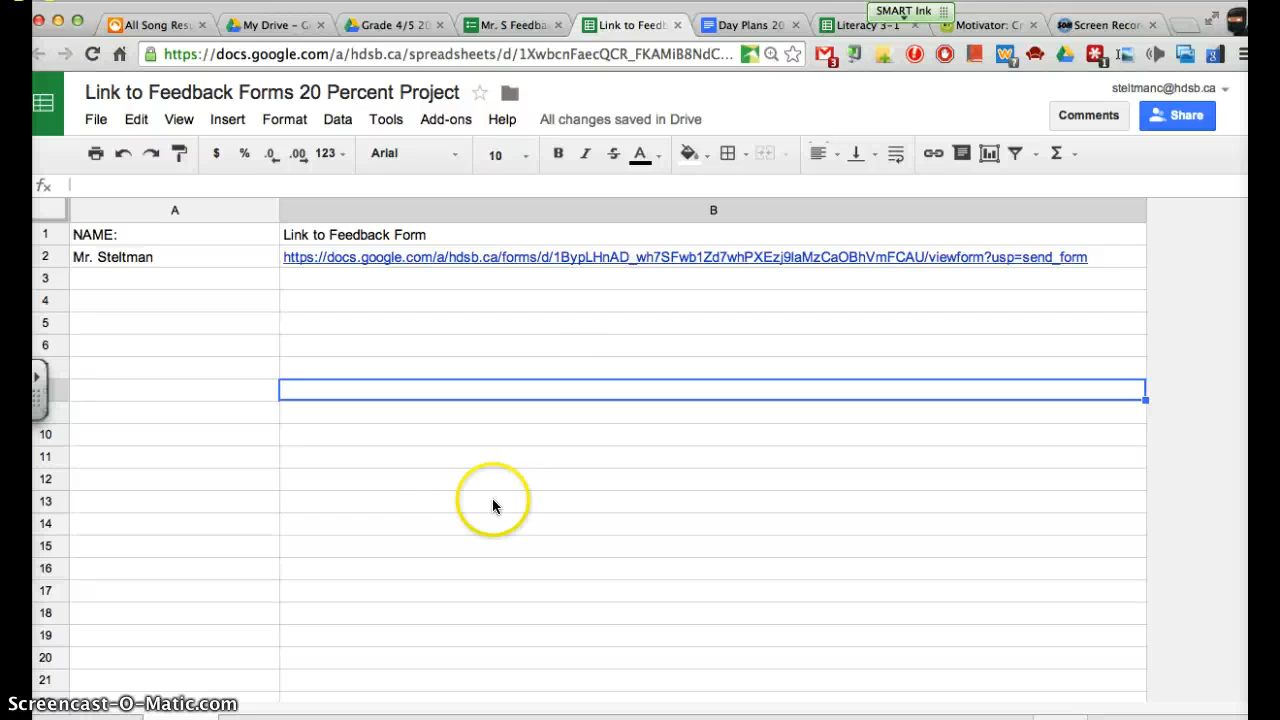 SMART Ink
All Song Res
My Drive - G
Grade 4/5 20
Mr. S Feedba
Link to Feedb
Dans Plans 20
Literacy 3-1
Motivator: Cr
Screen Reco
https://docs.google.com/a/hdsb.ca/spreadsheets/d/1XwbcnFaecQCR_FKAMiB8NdC...
3
7
1
Link to Feedback Forms 20 Percent Project
steltmanc@hdsb.ca
File Edit View Insert Format Data Tools Add-ons Help All changes saved in Drive
Comments
Share
$ % .0 .00 123 Arial 10 B I S A Σ
fx
A B
1 NAME: Link to Feedback Form
2 Mr. Steltman https://docs.google.com/a/hdsb.ca/forms/d/1BypLHnAD_wh7SFwb1Zd7whPXEzj9laMzCaOBhVmFCAU/viewform?usp=send_form
3
4
5
6
10
11
12
13
14
15
16
17
18
19
20
21
Screencast-O-Matic.com